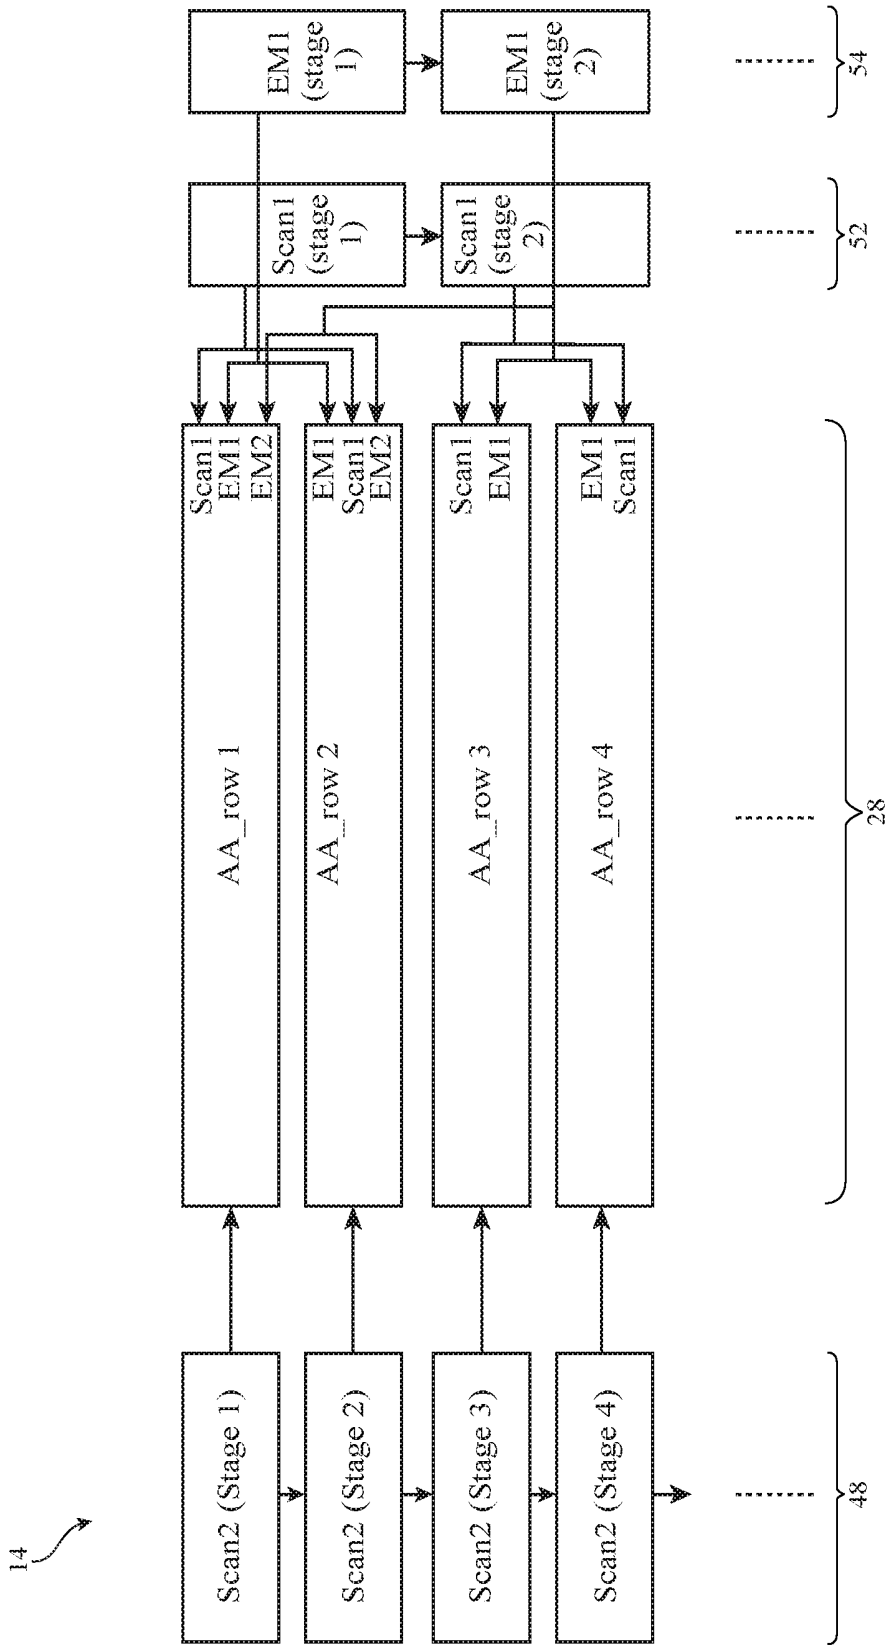 14
Scan2 (Stage 1)
Scan2 (Stage 2)
Scan2 (Stage 3)
Scan2 (Stage 4)
48
AA_row 1
Scan1
EM1
EM2
AA_row 2
EM1
Scan1
EM2
AA_row 3
Scan1
EM1
AA_row 4
EM1
Scan1
28
Scan1
(stage
1)
Scan1
(stage
2)
52
EM1
(stage
1)
EM1
(stage
2)
54